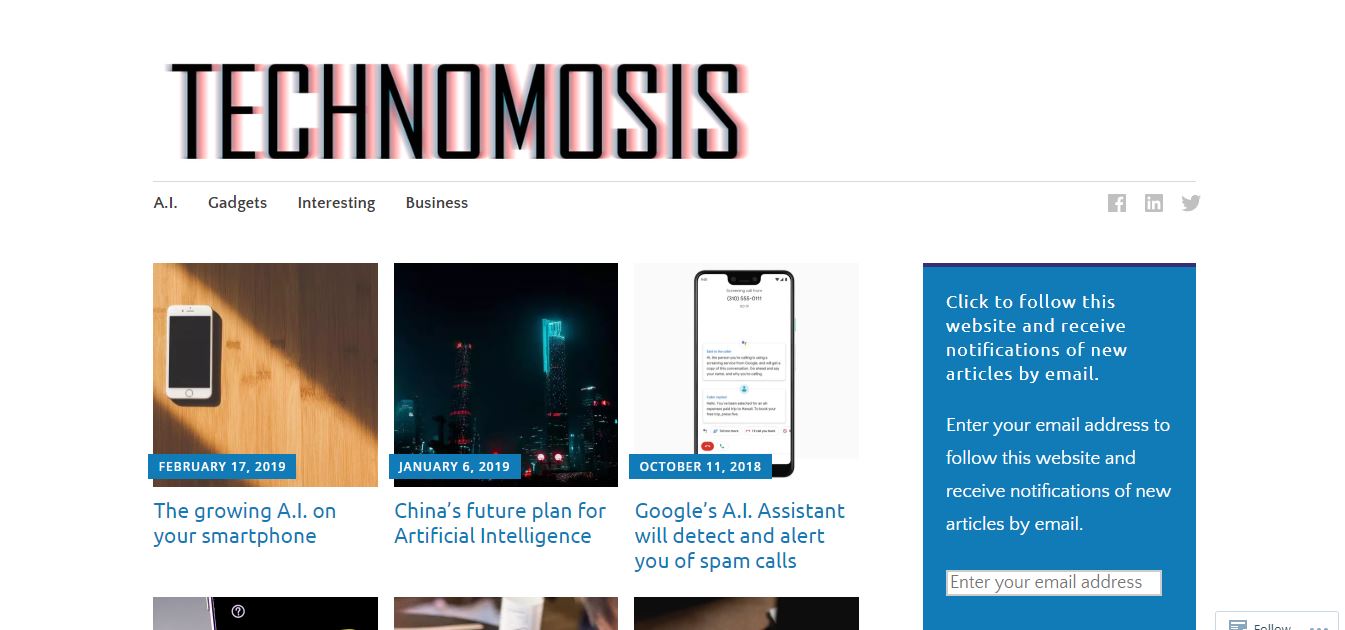 TECHNOMOSIS
A.I. Gadgets Interesting Business
FEBRUARY 17, 2019
The growing A.I. on
your smartphone
JANUARY 6, 2019
China’s future plan for
Artificial Intelligence
Screening call from
(310) 555-0111
OCTOBER 11, 2018
Google’s A.I. Assistant
will detect and alert
you of spam calls
Click to follow this
website and receive
notifications of new
articles by email.
Enter your email address to
follow this website and
receive notifications of new
articles by email.
Enter your email address
Follow